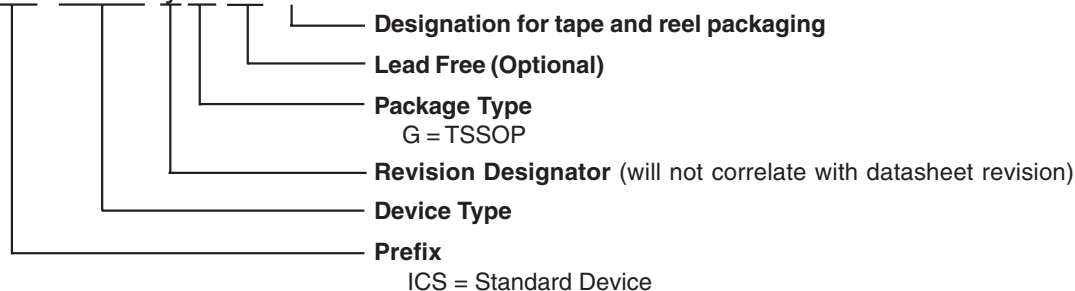 Designation for tape and reel packaging
Lead Free (Optional)
Package Type
G = TSSOP
Revision Designator (will not correlate with datasheet revision)
Device Type
Prefix
ICS = Standard Device